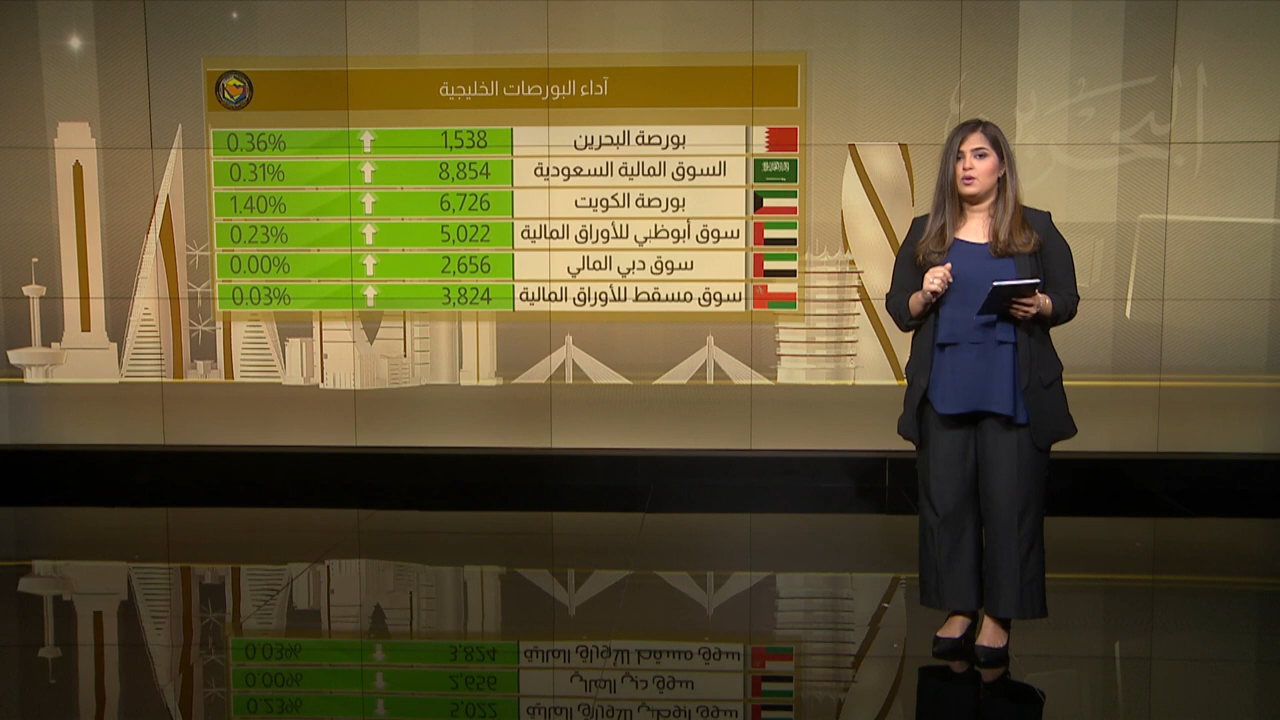 آداء البورصات الخليجية
بورصة البحرين 1,538 0.36%
السوق المالية السعودية 8,854 0.31%
بورصة الكويت 6,726 1.40%
سوق أبوظبي للأوراق المالية 5,022 0.23%
سوق دبي المالي 2,656 0.00%
سوق مسقط للأوراق المالية 3,824 0.03%